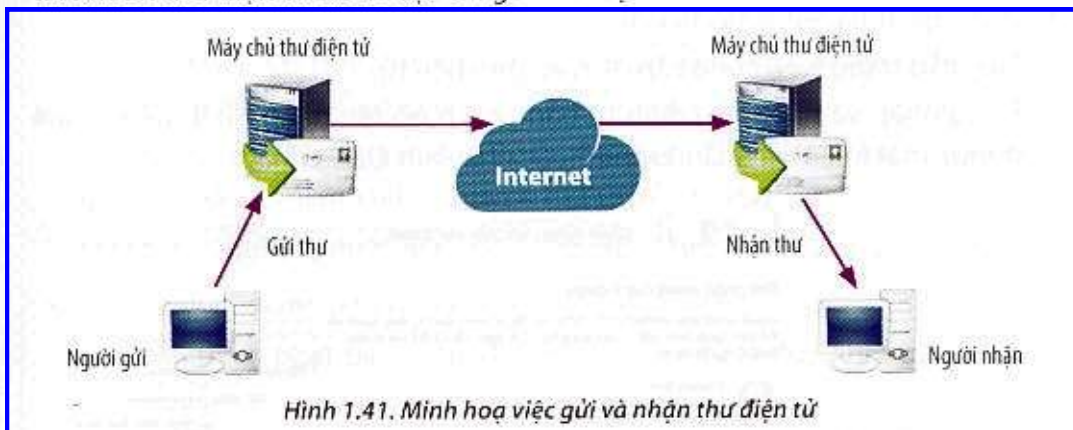 Máy chủ thư điện tử
Máy chủ thư điện tử
Internet
Gửi thư
Nhận thư
Người gửi
Người nhận
Hình 1.41. Minh hoạ việc gửi và nhận thư điện tử